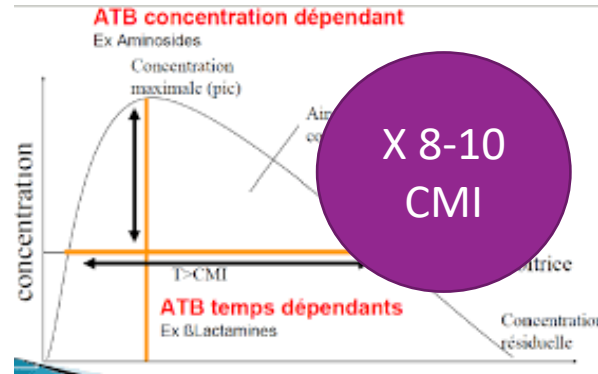 ATB concentration dépendant
Ex Aminosides
Concentration
maximale (pic)
X 8-10
CMI
concentration
T>CMI
ATB temps dépendants
Ex ßLactamines
Concentration
résiduelle